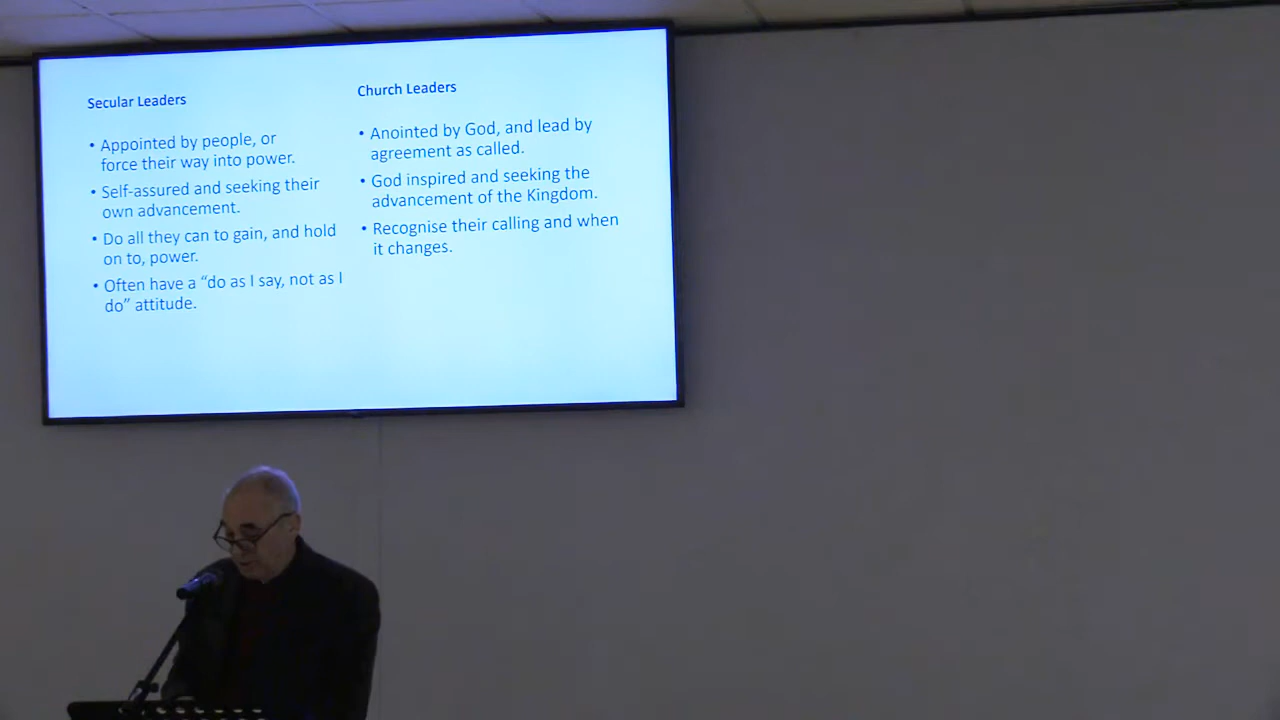 Secular Leaders
• Appointed by people, or
force their way into power.
• Self-assured and seeking their
own advancement.
• Do all they can to gain, and hold
on to, power.
• Often have a “do as I say, not as I
do” attitude.
Church Leaders
• Anointed by God, and lead by
agreement as called.
• God inspired and seeking the
advancement of the Kingdom.
• Recognise their calling and when
it changes.